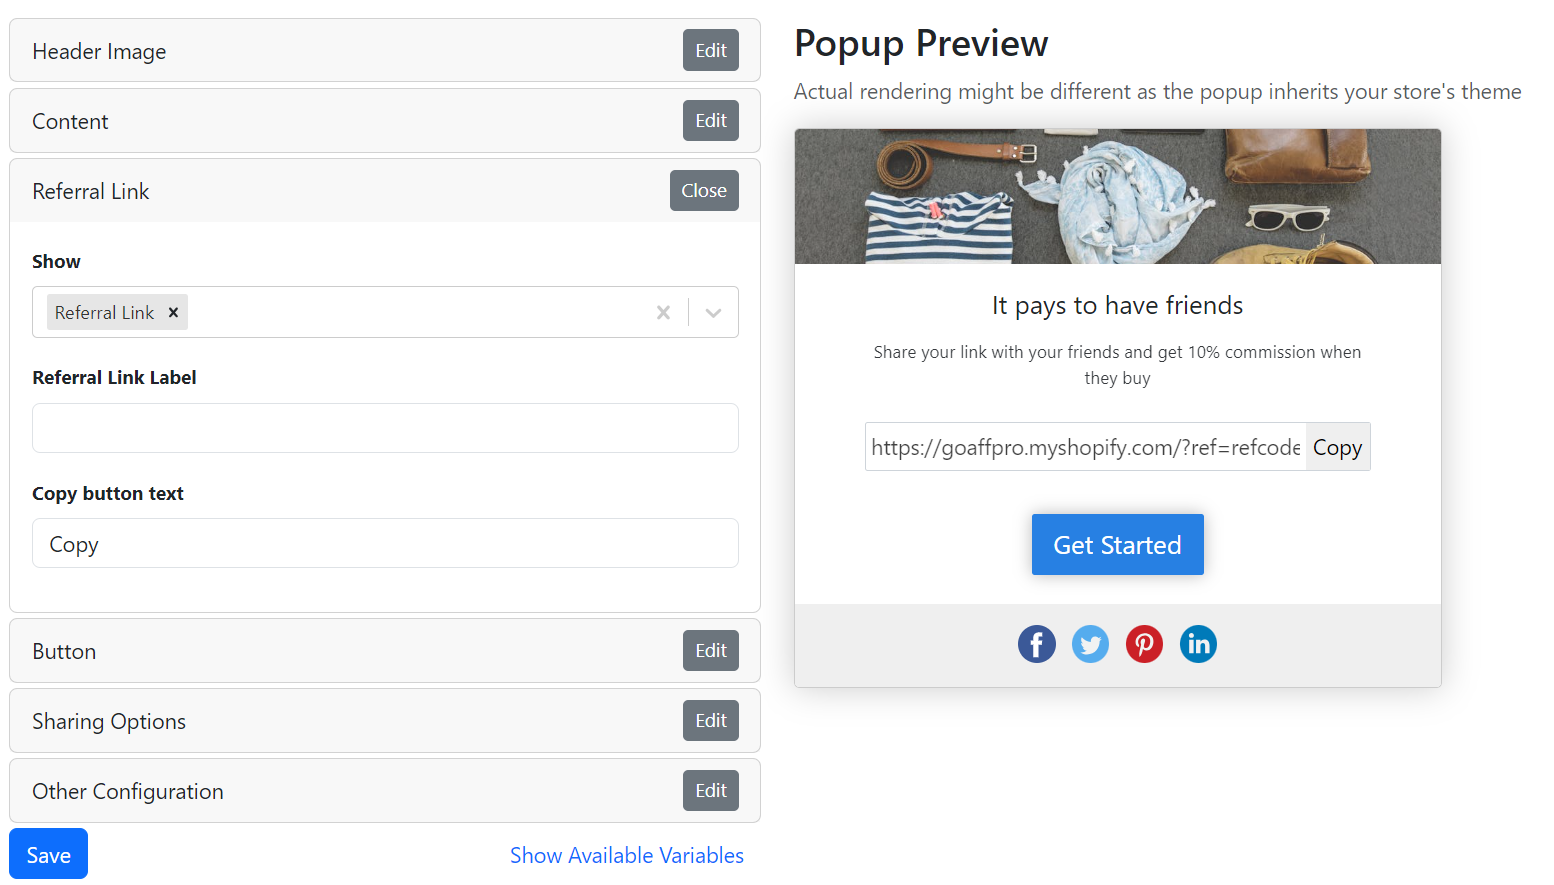 Header Image
Edit
Content
Edit
Referral Link
Close
Show
Referral Link
Referral Link Label
Copy button text
Copy
Button
Edit
Sharing Options
Edit
Other Configuration
Edit
Save
Show Available Variables
Popup Preview
Actual rendering might be different as the popup inherits your store's theme
It pays to have friends
Share your link with your friends and get 10% commission when
they buy
https://goaffpro.myshopify.com/?ref=refcode
Copy
Get Started